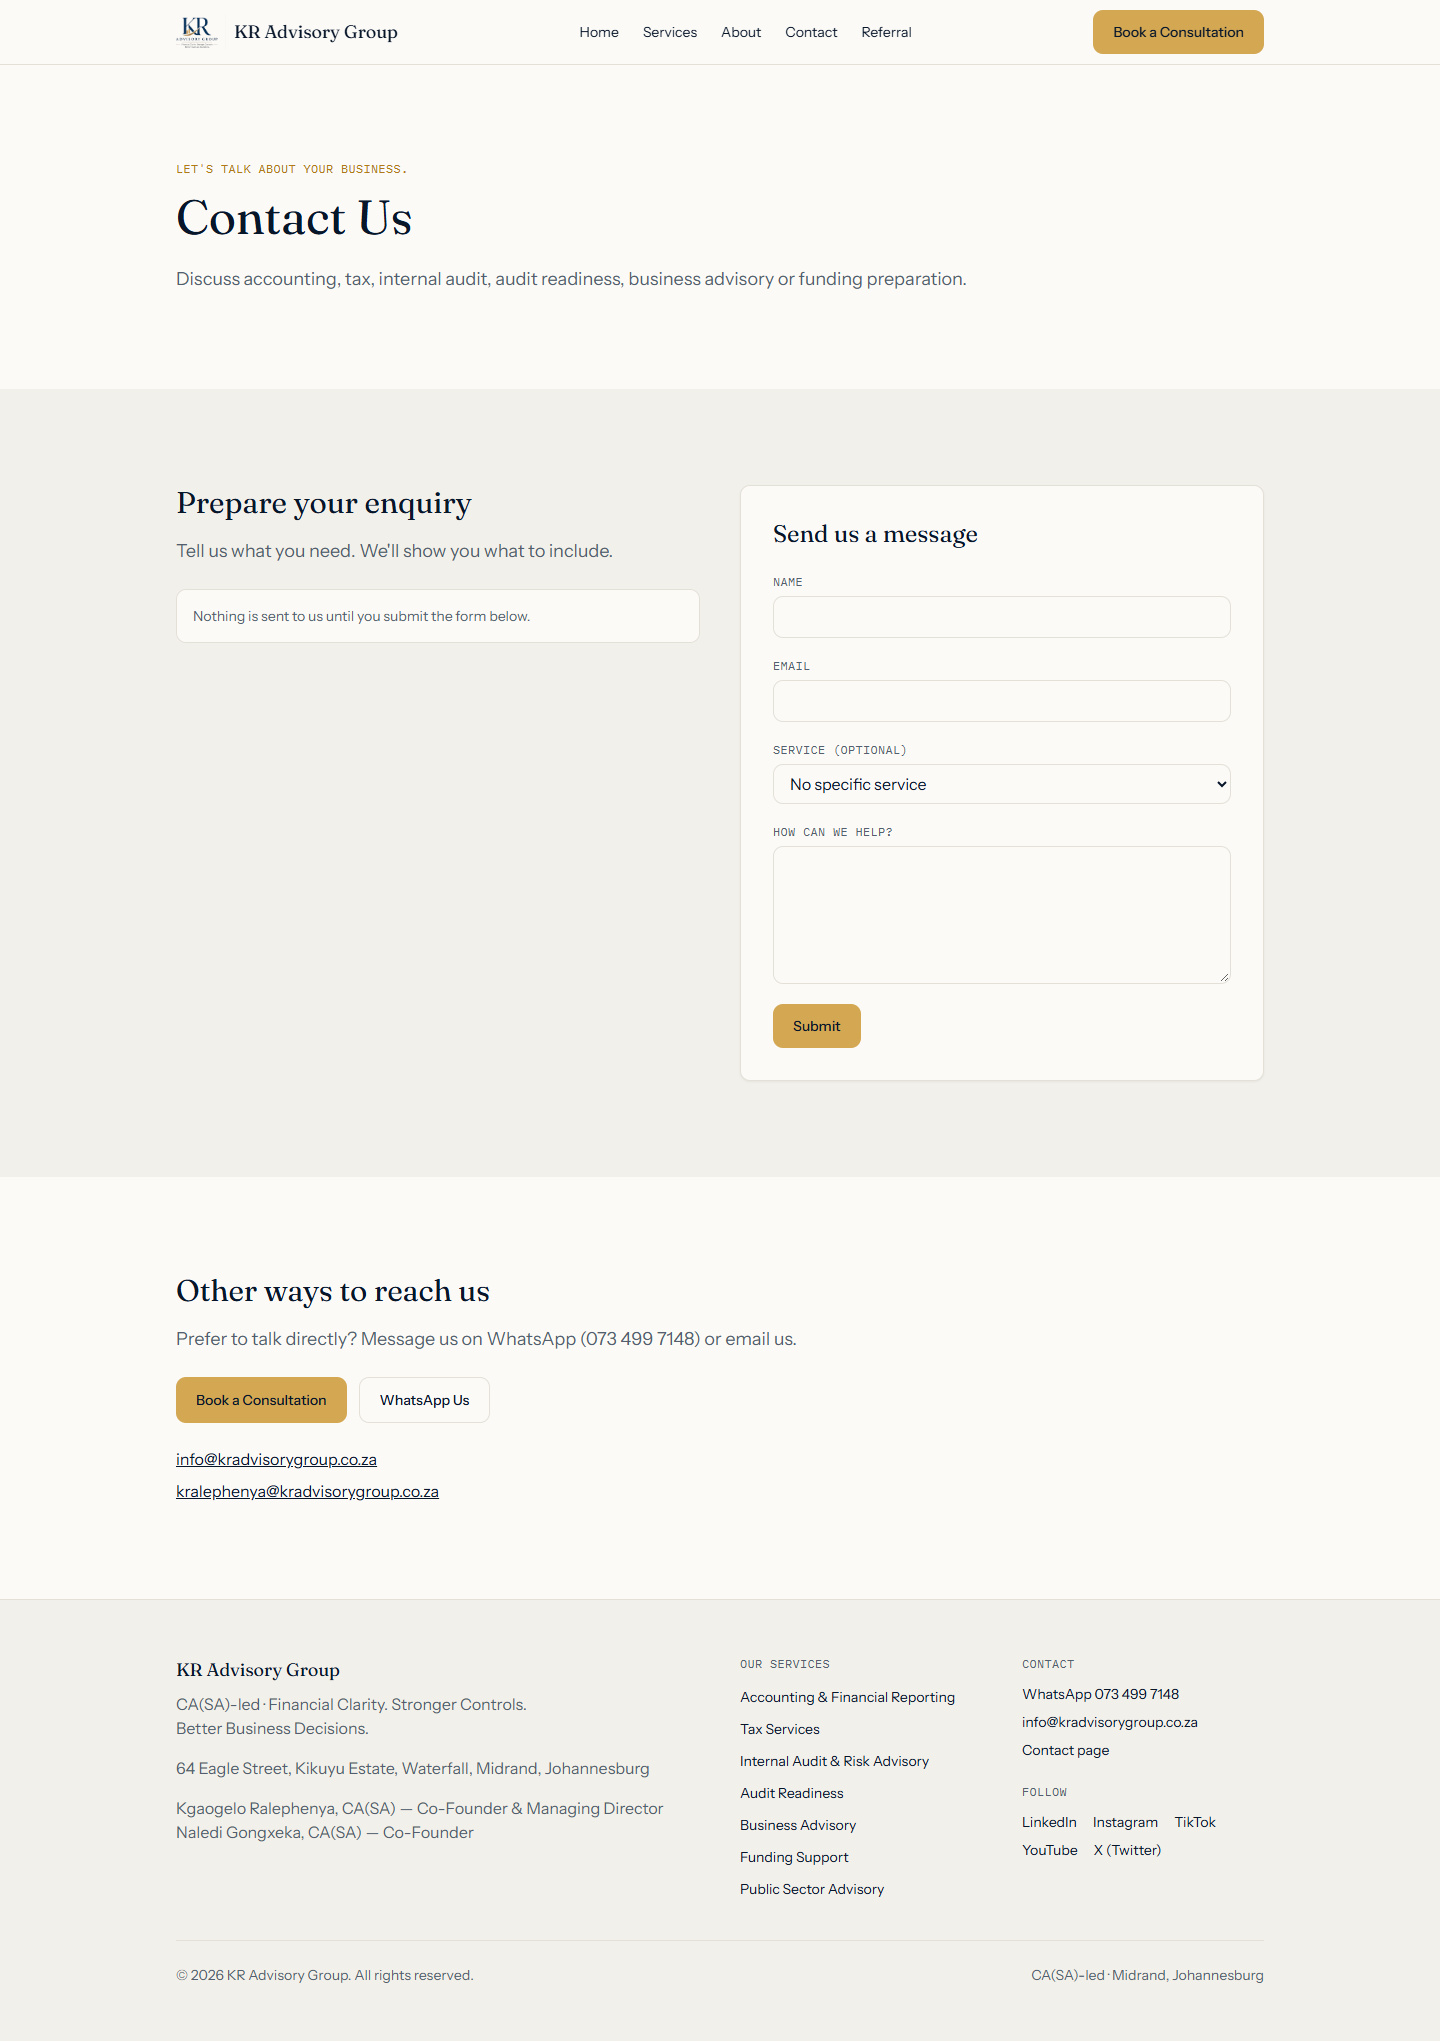 KR
ADVISORY GROUP
KR Advisory Group
Home
Services
About
Contact
Referral
Book a Consultation
LET'S TALK ABOUT YOUR BUSINESS.
Contact Us
Discuss accounting, tax, internal audit, audit readiness, business advisory or funding preparation.
Prepare your enquiry
Tell us what you need. We'll show you what to include.
Nothing is sent to us until you submit the form below.
Send us a message
NAME
EMAIL
SERVICE (OPTIONAL)
No specific service
HOW CAN WE HELP?
Submit
Other ways to reach us
Prefer to talk directly? Message us on WhatsApp (073 499 7148) or email us.
Book a Consultation
WhatsApp Us
info@kradvisorygroup.co.za
kralephenya@kradvisorygroup.co.za
KR Advisory Group
CA(SA)-led · Financial Clarity. Stronger Controls.
Better Business Decisions.
64 Eagle Street, Kikuyu Estate, Waterfall, Midrand, Johannesburg
Kgaogelo Ralephenya, CA(SA) — Co-Founder & Managing Director
Naledi Gongxeka, CA(SA) — Co-Founder
OUR SERVICES
Accounting & Financial Reporting
Tax Services
Internal Audit & Risk Advisory
Audit Readiness
Business Advisory
Funding Support
Public Sector Advisory
CONTACT
WhatsApp 073 499 7148
info@kradvisorygroup.co.za
Contact page
FOLLOW
LinkedIn Instagram TikTok
YouTube X (Twitter)
© 2026 KR Advisory Group. All rights reserved.
CA(SA)-led · Midrand, Johannesburg